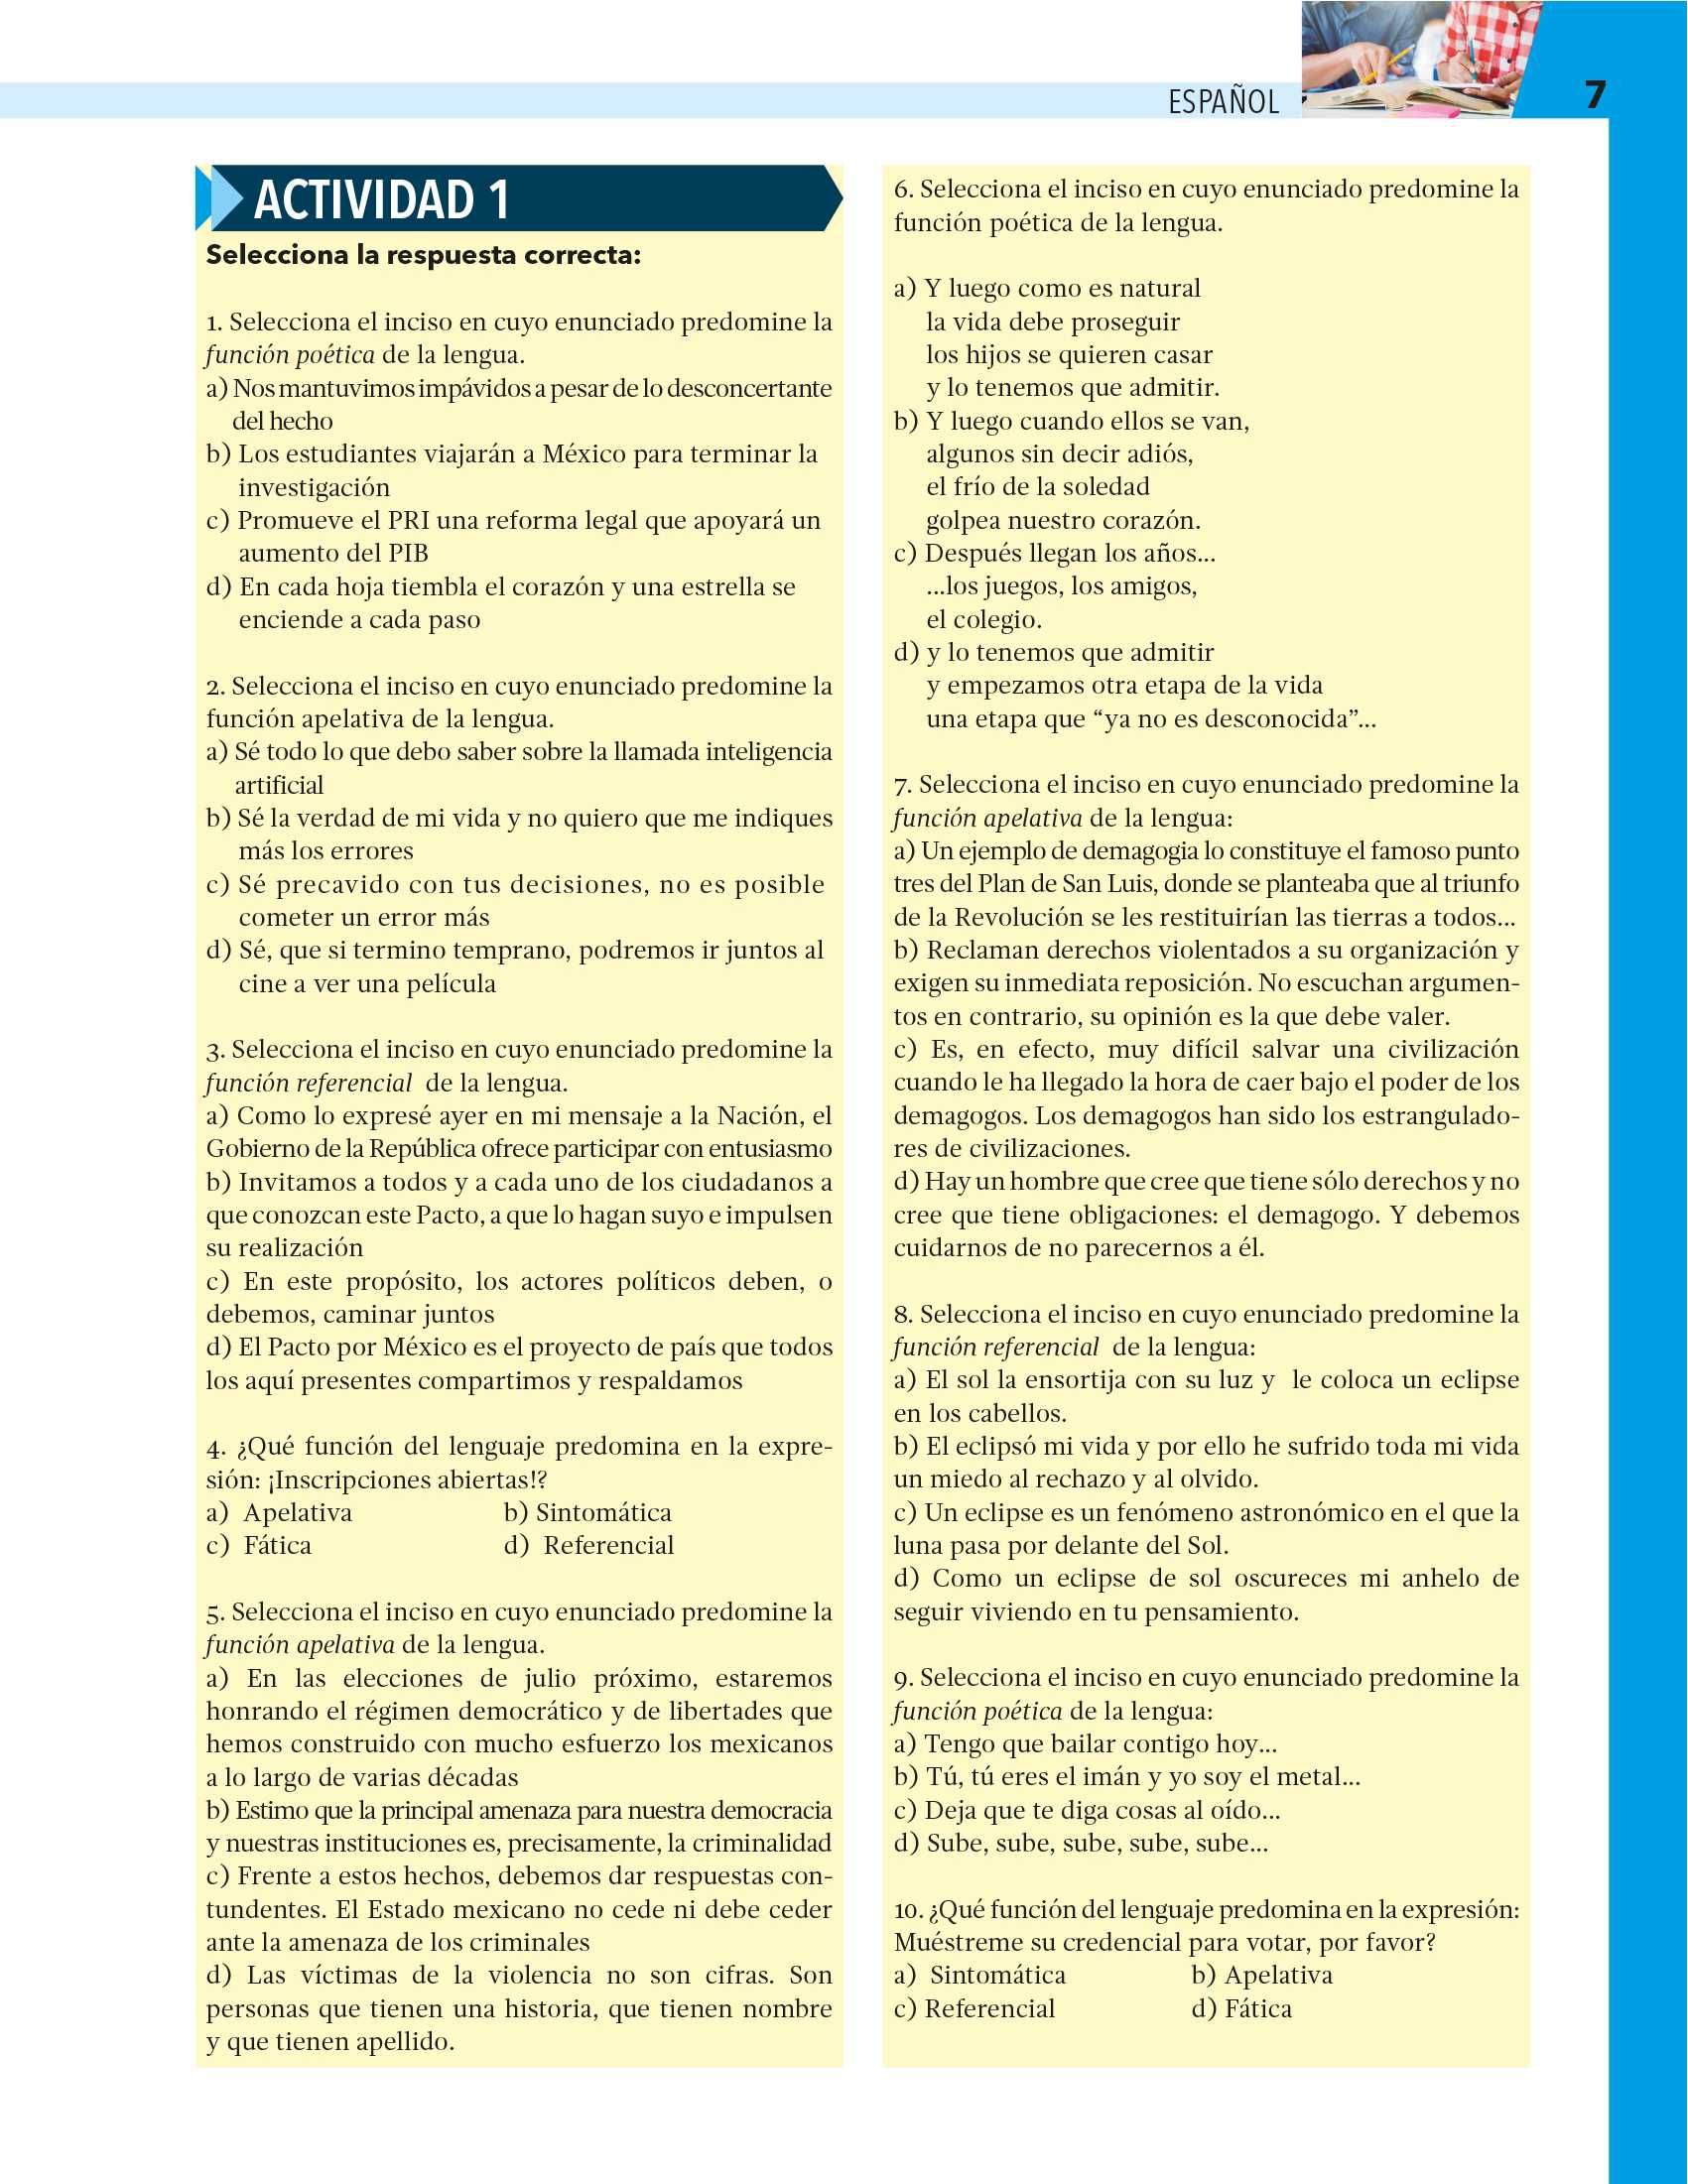 ESPAÑOL
7
ACTIVIDAD 1
Selecciona la respuesta correcta:
1. Selecciona el inciso en cuyo enunciado predomine la
función poética de la lengua.
a) Nos mantuvimos impávidos a pesar de lo desconcertante
del hecho
b) Los estudiantes viajarán a México para terminar la
investigación
c) Promueve el PRI una reforma legal que apoyará un
aumento del PIB
d) En cada hoja tiembla el corazón y una estrella se
enciende a cada paso
2. Selecciona el inciso en cuyo enunciado predomine la
función apelativa de la lengua.
a) Sé todo lo que debo saber sobre la llamada inteligencia
artificial
b) Sé la verdad de mi vida y no quiero que me indiques
más los errores
c) Sé precavido con tus decisiones, no es posible
cometer un error más
d) Sé, que si termino temprano, podremos ir juntos al
cine a ver una película
3. Selecciona el inciso en cuyo enunciado predomine la
función referencial de la lengua.
a) Como lo expresé ayer en mi mensaje a la Nación, el
Gobierno de la República ofrece participar con entusiasmo
b) Invitamos a todos y a cada uno de los ciudadanos a
que conozcan este Pacto, a que lo hagan suyo e impulsen
su realización
c) En este propósito, los actores políticos deben, o
debemos, caminar juntos
d) El Pacto por México es el proyecto de país que todos
los aquí presentes compartimos y respaldamos
4. ¿Qué función del lenguaje predomina en la expre-
sión: ¡Inscripciones abiertas!?
a) Apelativa b) Sintomática
c) Fática d) Referencial
5. Selecciona el inciso en cuyo enunciado predomine la
función apelativa de la lengua.
a) En las elecciones de julio próximo, estaremos
honrando el régimen democrático y de libertades que
hemos construido con mucho esfuerzo los mexicanos
a lo largo de varias décadas
b) Estimo que la principal amenaza para nuestra democracia
y nuestras instituciones es, precisamente, la criminalidad
c) Frente a estos hechos, debemos dar respuestas con-
tundentes. El Estado mexicano no cede ni debe ceder
ante la amenaza de los criminales
d) Las víctimas de la violencia no son cifras. Son
personas que tienen una historia, que tienen nombre
y que tienen apellido.
6. Selecciona el inciso en cuyo enunciado predomine la
función poética de la lengua.
a) Y luego como es natural
la vida debe proseguir
los hijos se quieren casar
y lo tenemos que admitir.
b) Y luego cuando ellos se van,
algunos sin decir adiós,
el frío de la soledad
golpea nuestro corazón.
c) Después llegan los años...
...los juegos, los amigos,
el colegio.
d) y lo tenemos que admitir
y empezamos otra etapa de la vida
una etapa que “ya no es desconocida”...
7. Selecciona el inciso en cuyo enunciado predomine la
función apelativa de la lengua:
a) Un ejemplo de demagogia lo constituye el famoso punto
tres del Plan de San Luis, donde se planteaba que al triunfo
de la Revolución se les restituirían las tierras a todos...
b) Reclaman derechos violentados a su organización y
exigen su inmediata reposición. No escuchan argumen-
tos en contrario, su opinión es la que debe valer.
c) Es, en efecto, muy difícil salvar una civilización
cuando le ha llegado la hora de caer bajo el poder de los
demagogos. Los demagogos han sido los estrangulado-
res de civilizaciones.
d) Hay un hombre que cree que tiene sólo derechos y no
cree que tiene obligaciones: el demagogo. Y debemos
cuidarnos de no parecernos a él.
8. Selecciona el inciso en cuyo enunciado predomine la
función referencial de la lengua:
a) El sol la ensortija con su luz y le coloca un eclipse
en los cabellos.
b) El eclipsó mi vida y por ello he sufrido toda mi vida
un miedo al rechazo y al olvido.
c) Un eclipse es un fenómeno astronómico en el que la
luna pasa por delante del Sol.
d) Como un eclipse de sol oscureces mi anhelo de
seguir viviendo en tu pensamiento.
9. Selecciona el inciso en cuyo enunciado predomine la
función poética de la lengua:
a) Tengo que bailar contigo hoy...
b) Tú, tú eres el imán y yo soy el metal...
c) Deja que te diga cosas al oído...
d) Sube, sube, sube, sube, sube...
10. ¿Qué función del lenguaje predomina en la expresión:
Muéstreme su credencial para votar, por favor?
a) Sintomática b) Apelativa
c) Referencial d) Fática